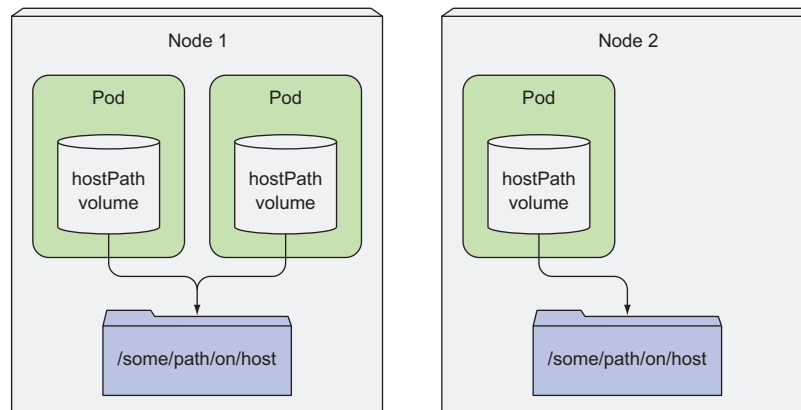 Node 1
Pod
Pod
hostPath
volume
hostPath
volume
/some/path/on/host
Node 2
Pod
hostPath
volume
/some/path/on/host